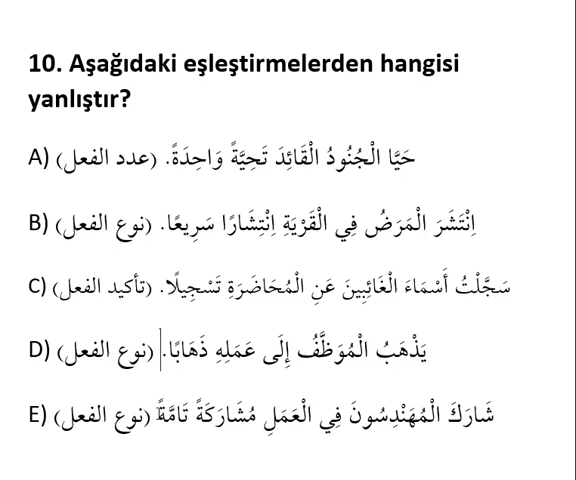 10. Aşağıdaki eşleştirmelerden hangisi
yanlıştır?
A) حَيَّا الْجُنُودُ الْقَائِدَ تَحِيَّةً وَاحِدَةً. (عدد الفعل)
B) اِنْتَشَرَ الْمَرَضُ فِي الْقَرْيَةِ اِنْتِشَارًا سَرِيعًا. (نوع الفعل)
C) سَجَّلْتُ أَسْمَاءَ الْغَائِبِينَ عَنِ الْمُحَاضَرَةِ تَسْجِيلًا. (تأكيد الفعل)
D) يَذْهَبُ الْمُوَظَّفُ إِلَى عَمَلِهِ ذَهَابًا. (نوع الفعل)
E) شَارَكَ الْمُهَنْدِسُونَ فِي الْعَمَلِ مُشَارَكَةً تَامَّةً (نوع الفعل)